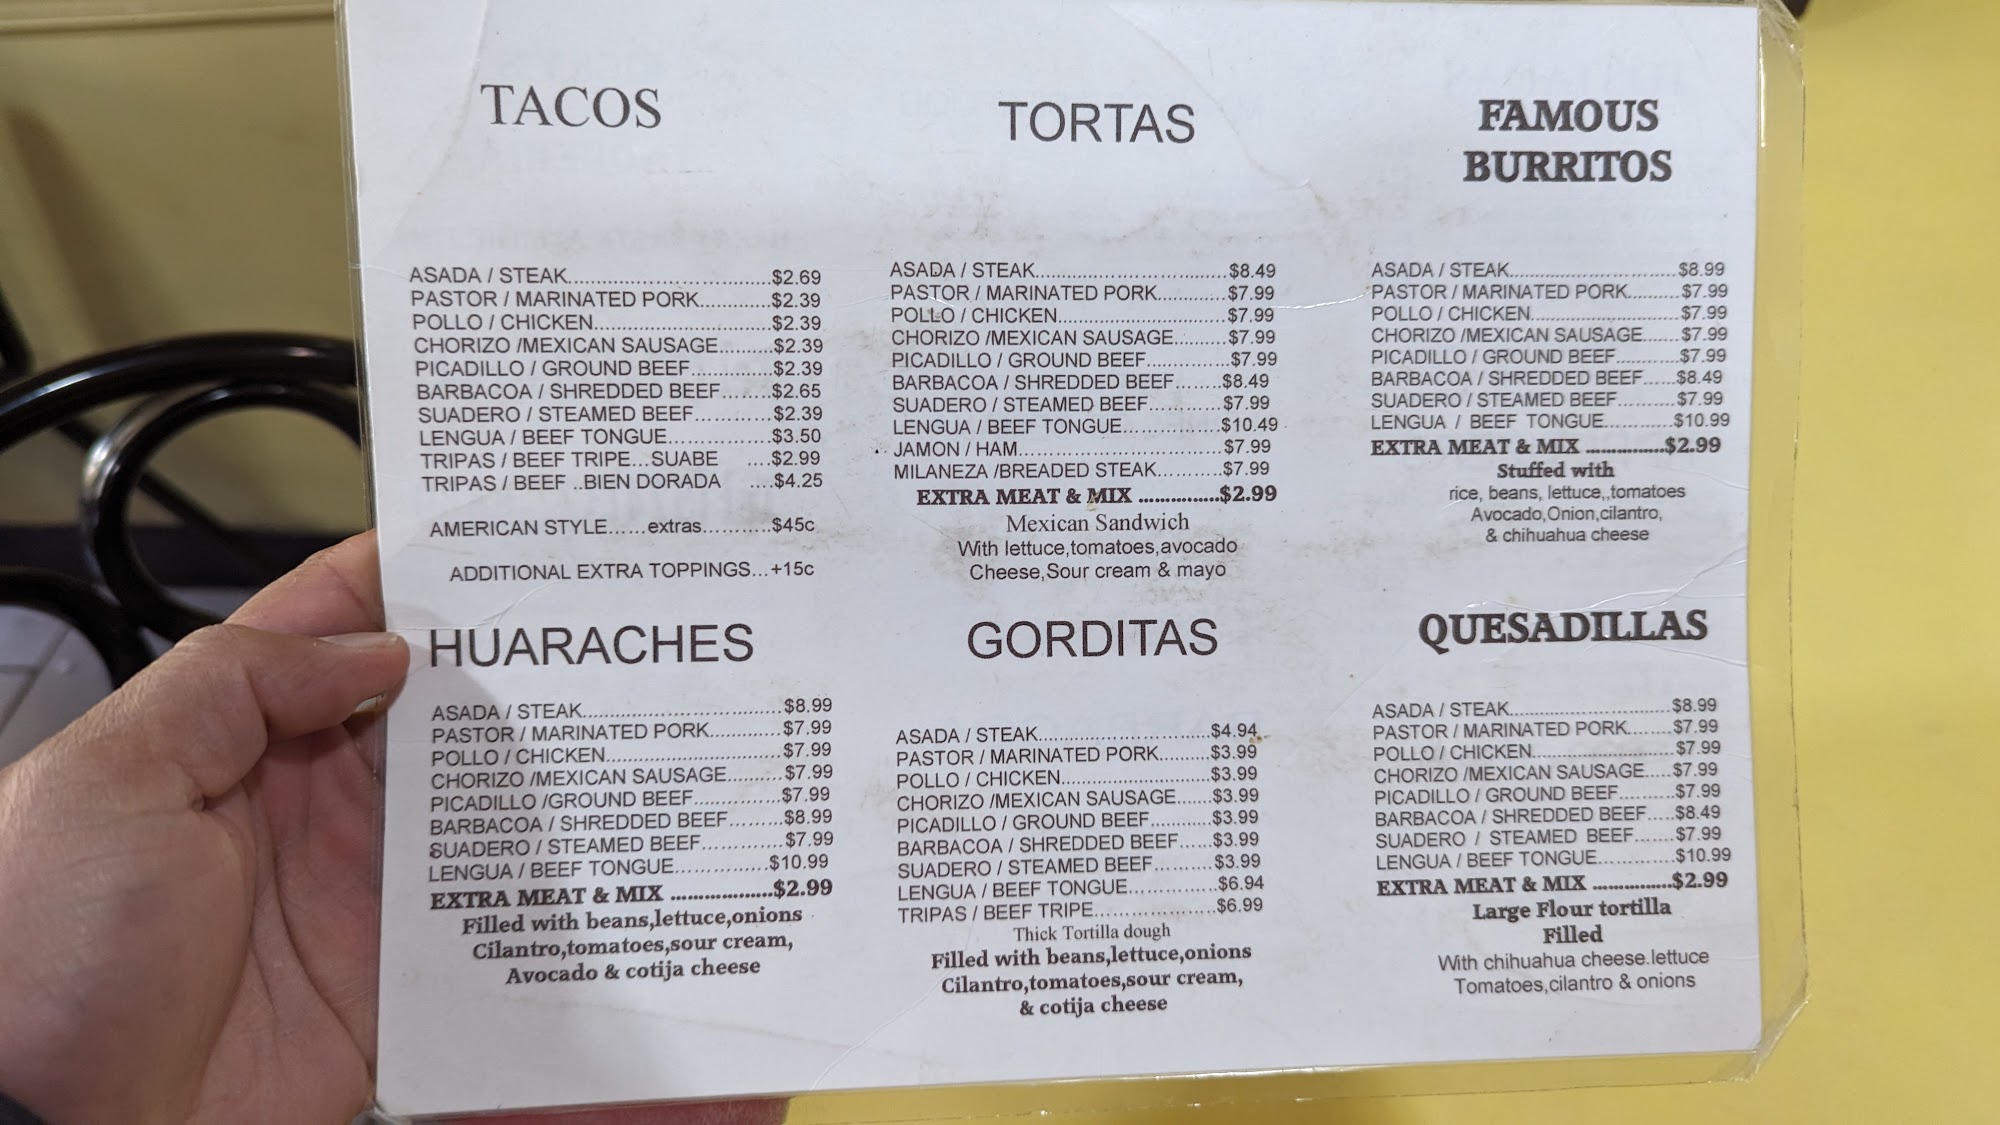 TACOS
ASADA / STEAK..............................$2.69
PASTOR / MARINATED PORK...........$2.39
POLLO / CHICKEN...........................$2.39
CHORIZO /MEXICAN SAUSAGE.........$2.39
PICADILLO / GROUND BEEF.............$2.39
BARBACOA / SHREDDED BEEF........$2.65
SUADERO / STEAMED BEEF............$2.39
LENGUA / BEEF TONGUE................$3.50
TRIPAS / BEEF TRIPE...SUABE ....$2.99
TRIPAS / BEEF ..BIEN DORADA ....$4.25
AMERICAN STYLE......extras..........$45c
ADDITIONAL EXTRA TOPPINGS...+15c
TORTAS
ASADA / STEAK..............................$8.49
PASTOR / MARINATED PORK...........$7.99
POLLO / CHICKEN..........................$7.99
CHORIZO /MEXICAN SAUSAGE.........$7.99
PICADILLO / GROUND BEEF.............$7.99
BARBACOA / SHREDDED BEEF........$8.49
SUADERO / STEAMED BEEF............$7.99
LENGUA / BEEF TONGUE................$10.49
JAMON / HAM................................$7.99
MILANEZA /BREADED STEAK...........$7.99
EXTRA MEAT & MIX ................$2.99
Mexican Sandwich
With lettuce,tomatoes,avocado
Cheese,Sour cream & mayo
FAMOUS
BURRITOS
ASADA / STEAK............................$8.99
PASTOR / MARINATED PORK.........$7.99
POLLO / CHICKEN.........................$7.99
CHORIZO /MEXICAN SAUSAGE......$7.99
PICADILLO / GROUND BEEF...........$7.99
BARBACOA / SHREDDED BEEF......$8.49
SUADERO / STEAMED BEEF..........$7.99
LENGUA / BEEF TONGUE............$10.99
EXTRA MEAT & MIX ................$2.99
Stuffed with
rice, beans, lettuce,,tomatoes
Avocado,Onion,cilantro,
& chihuahua cheese
HUARACHES
ASADA / STEAK..............................$8.99
PASTOR / MARINATED PORK............$7.99
POLLO / CHICKEN...........................$7.99
CHORIZO /MEXICAN SAUSAGE.........$7.99
PICADILLO /GROUND BEEF..............$7.99
BARBACOA / SHREDDED BEEF.........$8.99
SUADERO / STEAMED BEEF.............$7.99
LENGUA / BEEF TONGUE................$10.99
EXTRA MEAT & MIX ..................$2.99
Filled with beans,lettuce,onions
Cilantro,tomatoes,sour cream,
Avocado & cotija cheese
GORDITAS
ASADA / STEAK...........................$4.94
PASTOR / MARINATED PORK.........$3.99
POLLO / CHICKEN........................$3.99
CHORIZO /MEXICAN SAUSAGE......$3.99
PICADILLO / GROUND BEEF...........$3.99
BARBACOA / SHREDDED BEEF......$3.99
SUADERO / STEAMED BEEF..........$3.99
LENGUA / BEEF TONGUE..............$6.94
TRIPAS / BEEF TRIPE....................$6.99
Thick Tortilla dough
Filled with beans,lettuce,onions
Cilantro,tomatoes,sour cream,
& cotija cheese
QUESADILLAS
ASADA / STEAK...........................$8.99
PASTOR / MARINATED PORK........$7.99
POLLO / CHICKEN........................$7.99
CHORIZO /MEXICAN SAUSAGE.....$7.99
PICADILLO / GROUND BEEF..........$7.99
BARBACOA / SHREDDED BEEF.....$8.49
SUADERO / STEAMED BEEF.......$7.99
LENGUA / BEEF TONGUE............$10.99
EXTRA MEAT & MIX ................$2.99
Large Flour tortilla
Filled
With chihuahua cheese.lettuce
Tomatoes,cilantro & onions